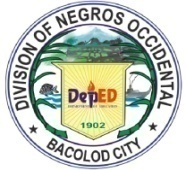 DIVISION OF NEGROS OCCIDENTAL
DepED
1902
BACOLOD CITY